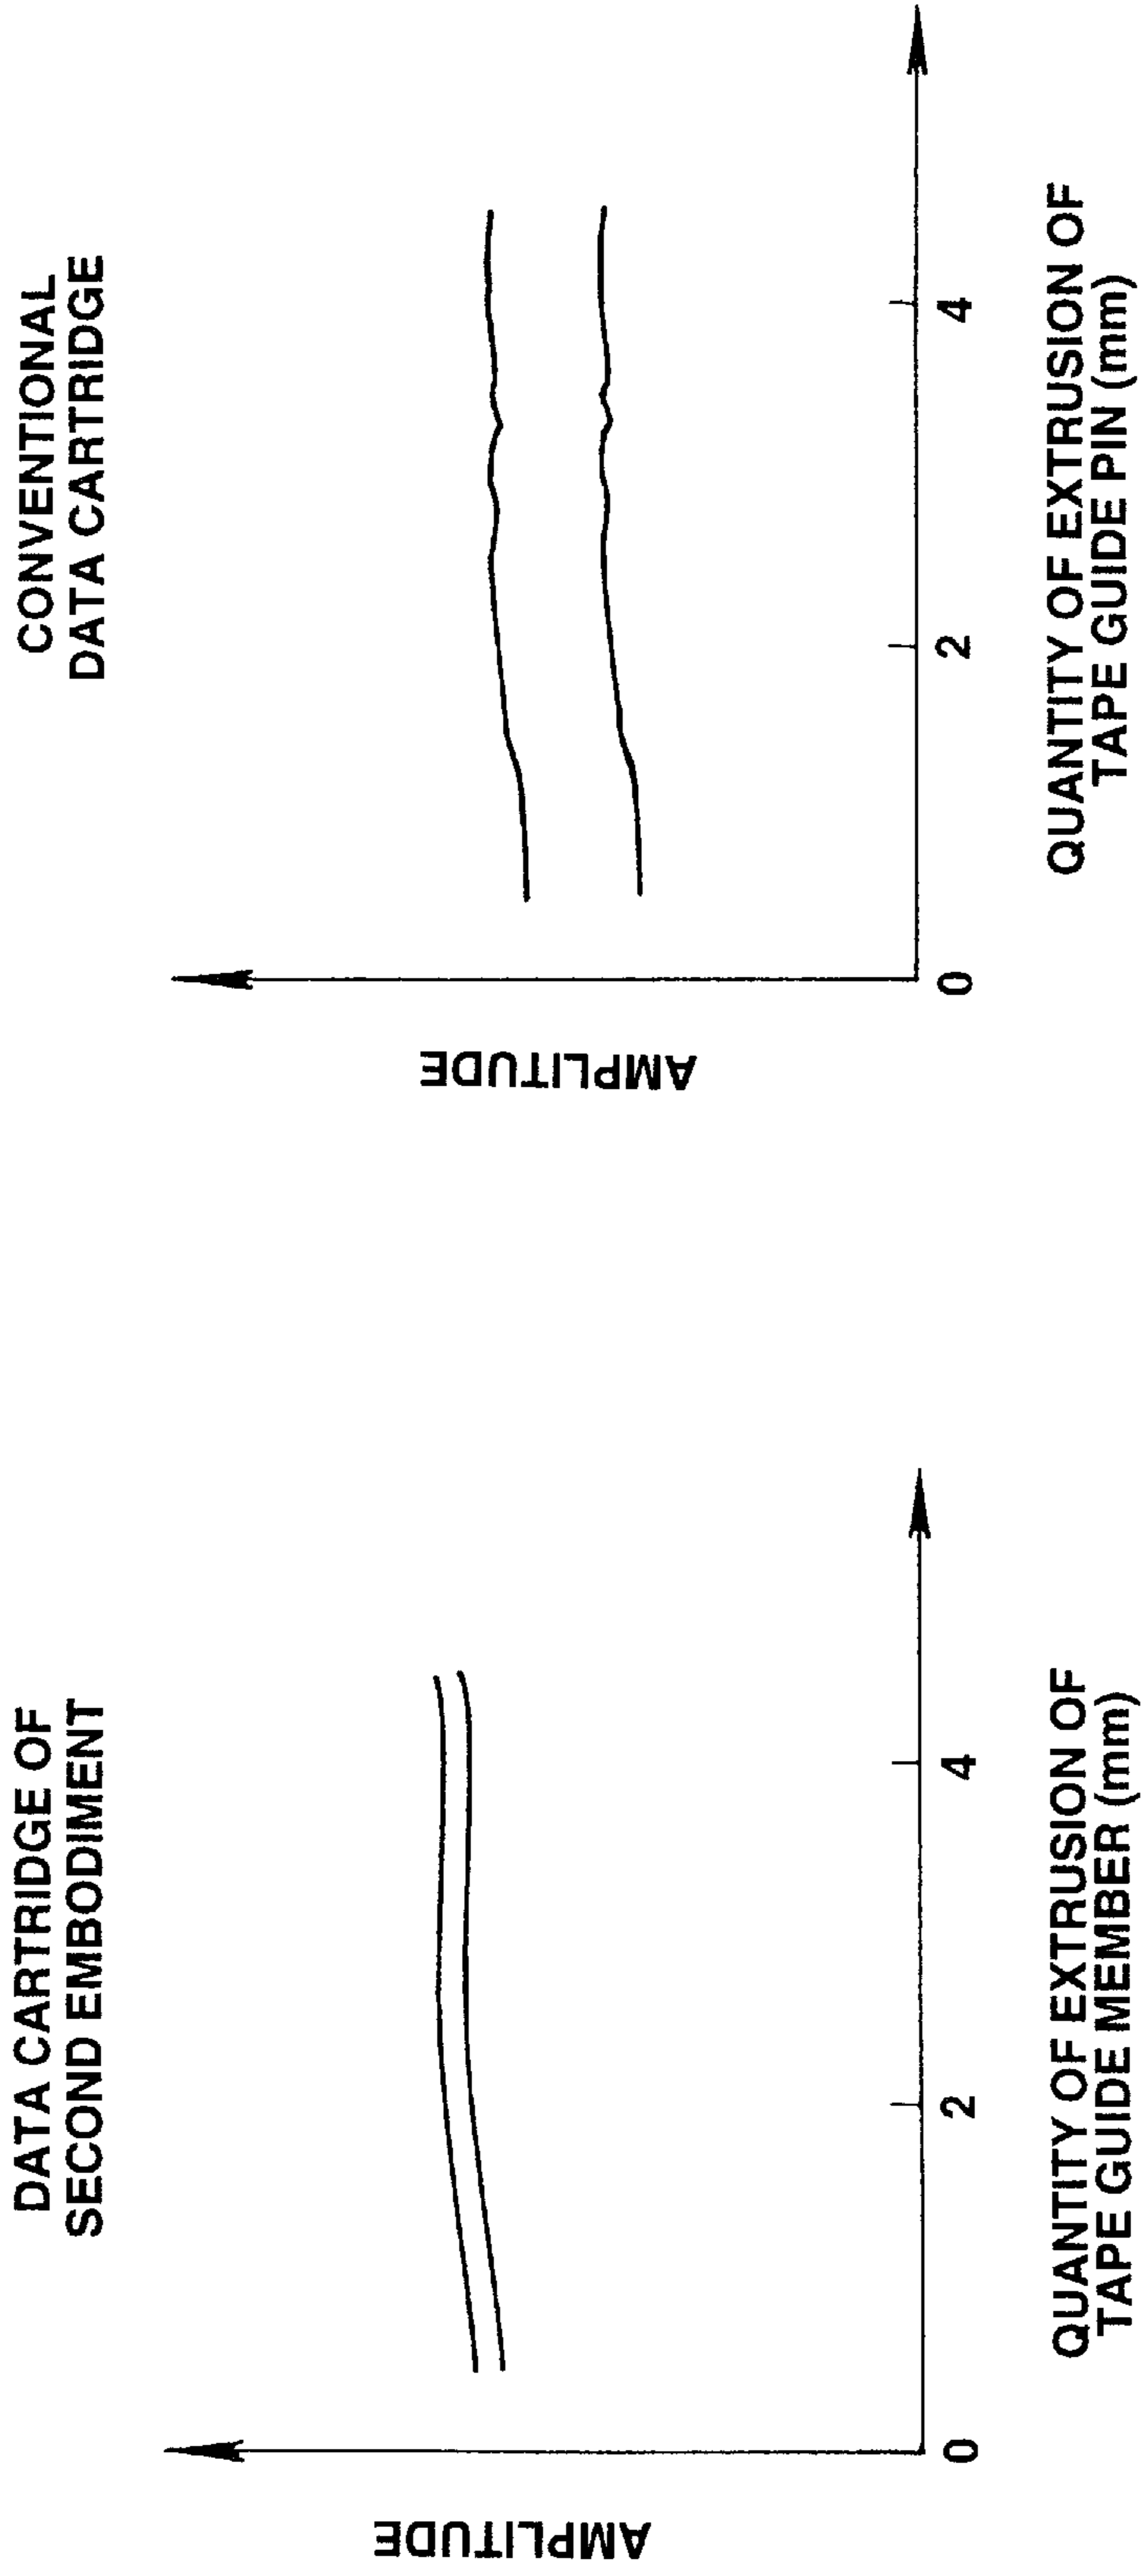 DATA CARTRIDGE OF
SECOND EMBODIMENT
AMPLITUDE
0
2
4
QUANTITY OF EXTRUSION OF
TAPE GUIDE MEMBER (mm)
CONVENTIONAL
DATA CARTRIDGE
AMPLITUDE
0
2
4
QUANTITY OF EXTRUSION OF
TAPE GUIDE PIN (mm)